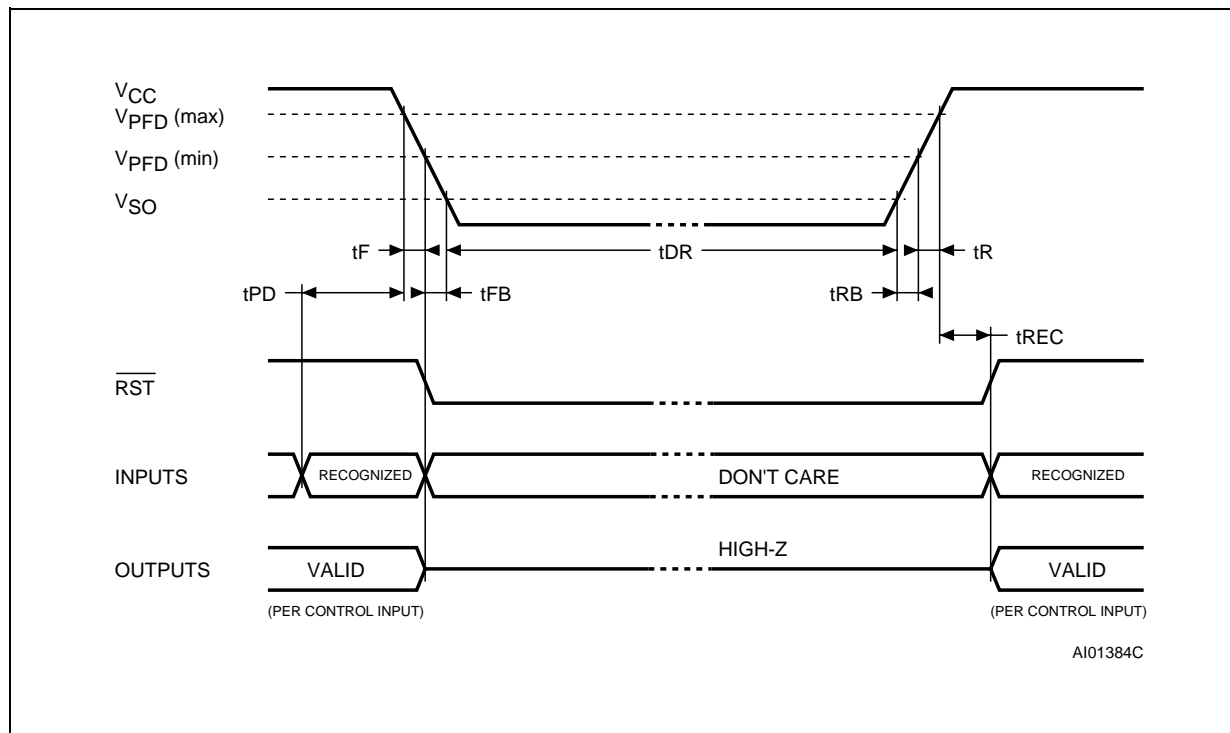 VCC
VPFD (max)
VPFD (min)
VSO
tF
tDR
tR
tPD
tFB
tRB
tREC
RST
INPUTS
RECOGNIZED
DON'T CARE
RECOGNIZED
HIGH-Z
OUTPUTS
VALID
VALID
(PER CONTROL INPUT)
(PER CONTROL INPUT)
AI01384C